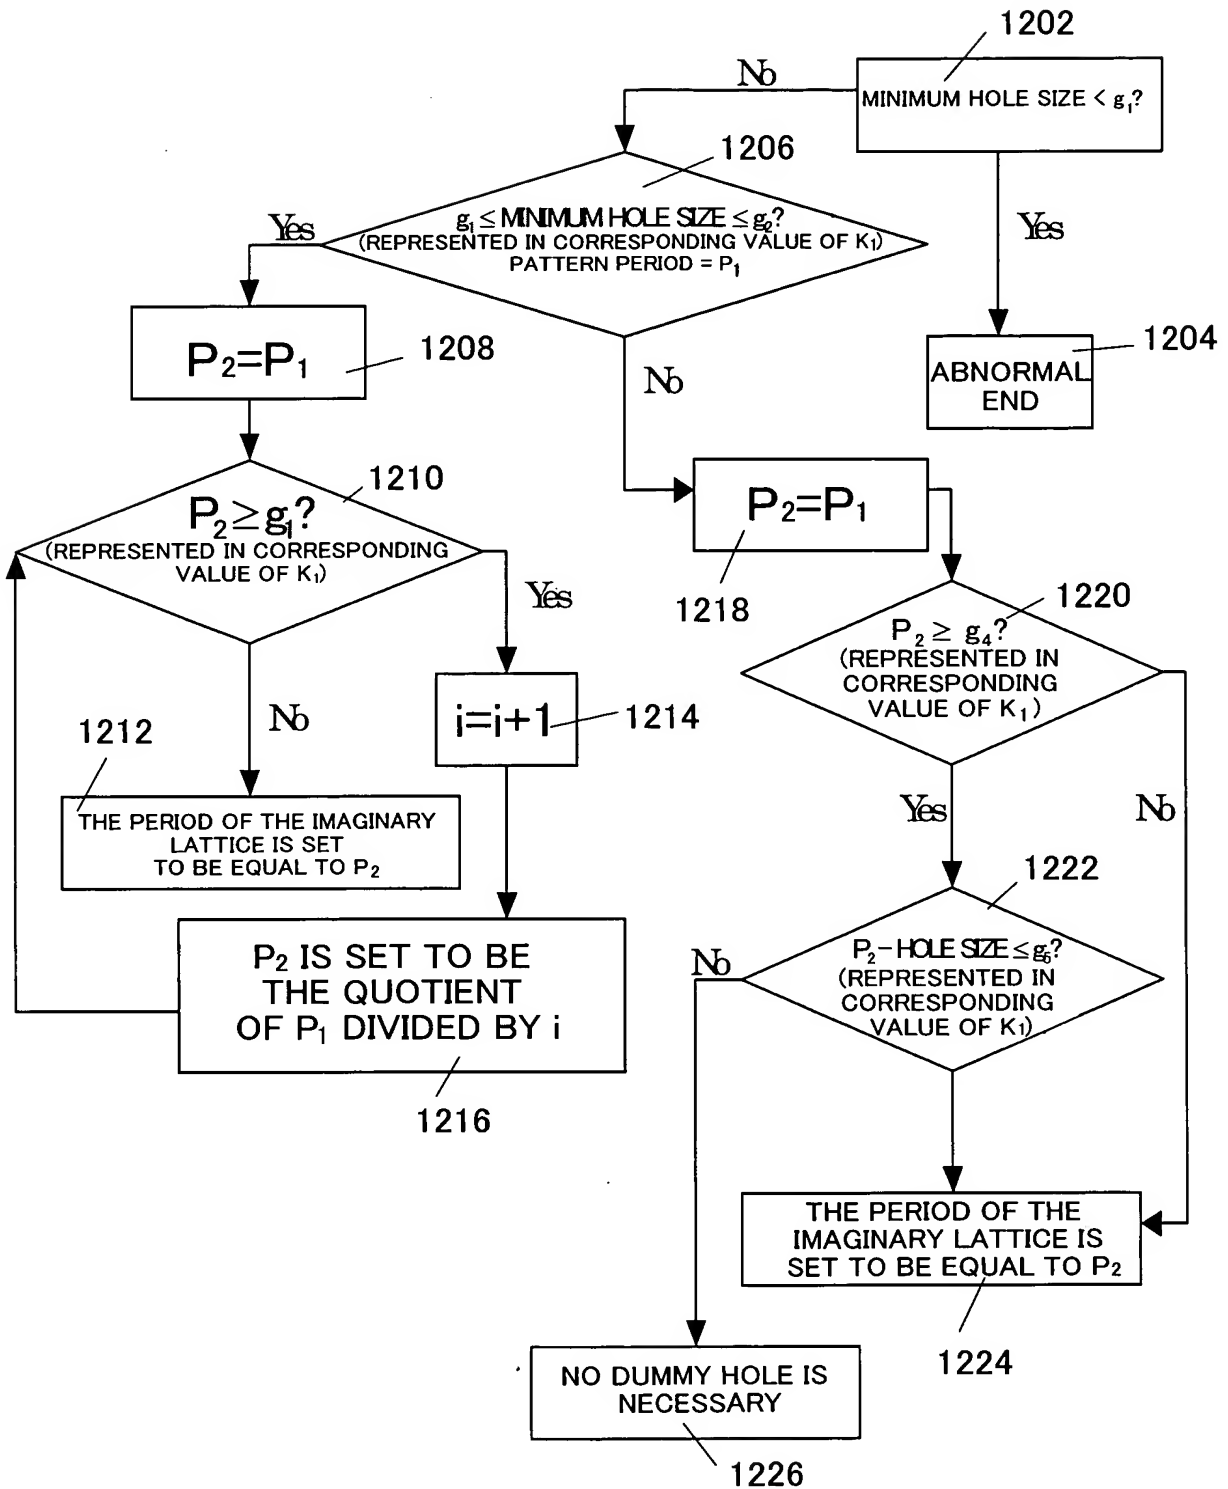 1202
MINIMUM HOLE SIZE < g₁?
No
Yes
1204
ABNORMAL
END
1206
g₁ ≤ MINIMUM HOLE SIZE ≤ g₂?
(REPRESENTED IN CORRESPONDING VALUE OF K₁)
PATTERN PERIOD = P₁
Yes
No
1208
P₂=P₁
1210
P₂ ≥ g₁?
(REPRESENTED IN CORRESPONDING
VALUE OF K₁)
Yes
No
1212
THE PERIOD OF THE IMAGINARY
LATTICE IS SET
TO BE EQUAL TO P₂
i=i+1
1214
P₂ IS SET TO BE
THE QUOTIENT
OF P₁ DIVIDED BY i
1216
P₂=P₁
1218
1220
P₂ ≥ g₄?
(REPRESENTED IN
CORRESPONDING
VALUE OF K₁)
Yes
No
1222
P₂ – HOLE SIZE ≤ g₅?
(REPRESENTED IN
CORRESPONDING
VALUE OF K₁)
No
THE PERIOD OF THE
IMAGINARY LATTICE IS
SET TO BE EQUAL TO P₂
1224
NO DUMMY HOLE IS
NECESSARY
1226